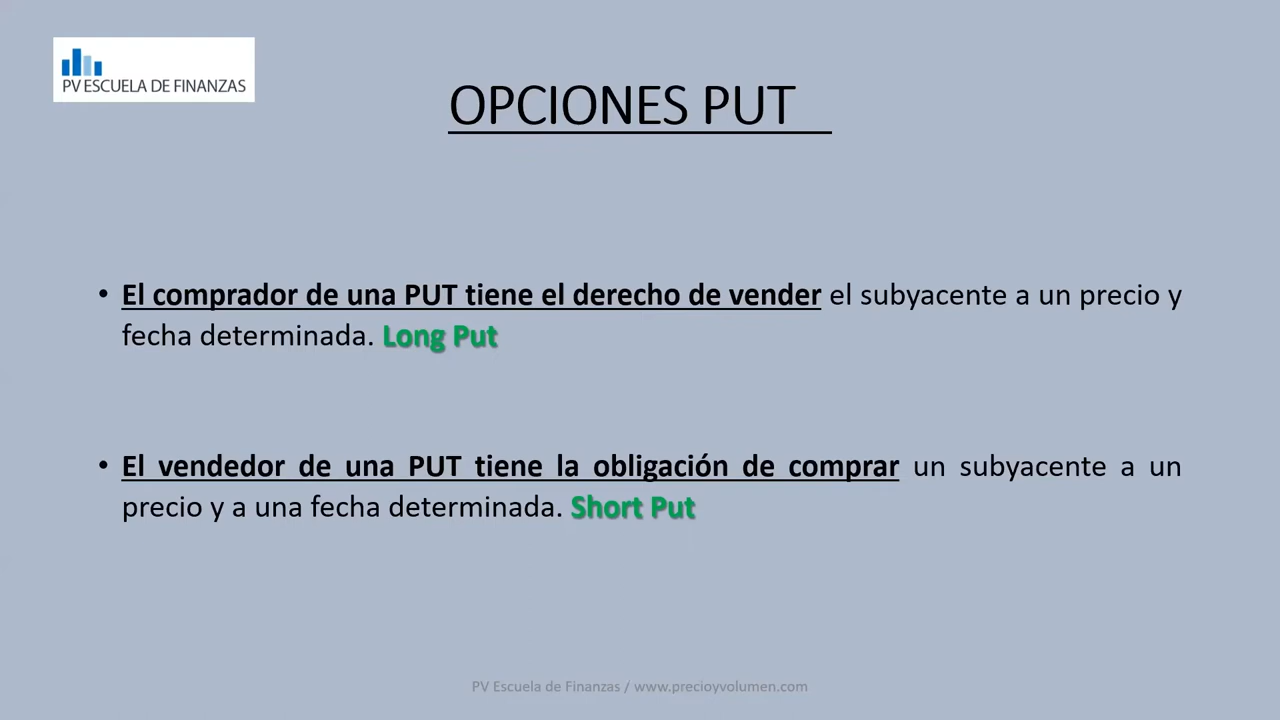 PV ESCUELA DE FINANZAS
OPCIONES PUT
• El comprador de una PUT tiene el derecho de vender el subyacente a un precio y
fecha determinada. Long Put
• El vendedor de una PUT tiene la obligación de comprar un subyacente a un
precio y a una fecha determinada. Short Put
PV Escuela de Finanzas / www.precioyvolumen.com